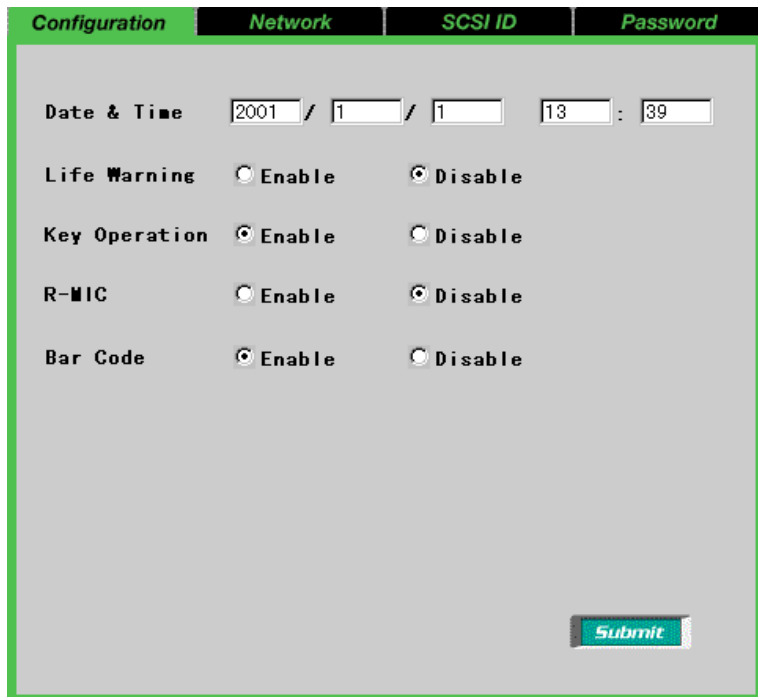 Configuration Network SCSI ID Password
Date & Time 2001 / 1 / 1 13 : 39
Life Warning Enable Disable
Key Operation Enable Disable
R-MIC Enable Disable
Bar Code Enable Disable
Submit